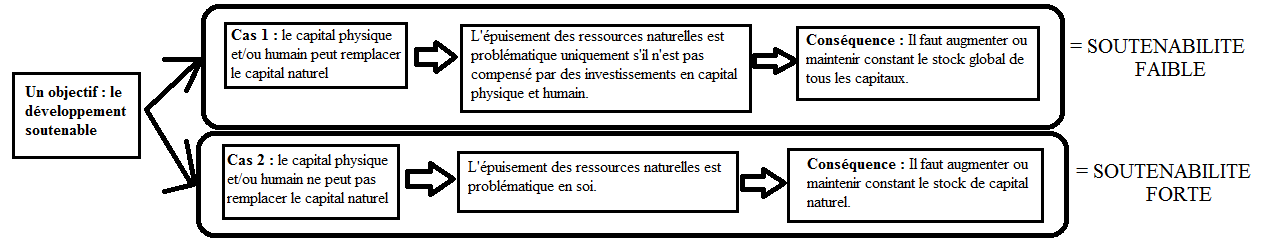 Un objectif : le
développement
soutenable
Cas 1 : le capital physique
et/ou humain peut remplacer
le capital naturel
L'épuisement des ressources naturelles est
problématique uniquement s'il n'est pas
compensé par des investissements en capital
physique et humain.
Conséquence : Il faut augmenter ou
maintenir constant le stock global de
tous les capitaux.
= SOUTENABILITE
FAIBLE
Cas 2 : le capital physique
et/ou humain ne peut pas
remplacer le capital naturel
L'épuisement des ressources naturelles est
problématique en soi.
Conséquence : Il faut augmenter ou
maintenir constant le stock de capital
naturel.
= SOUTENABILITE
FORTE